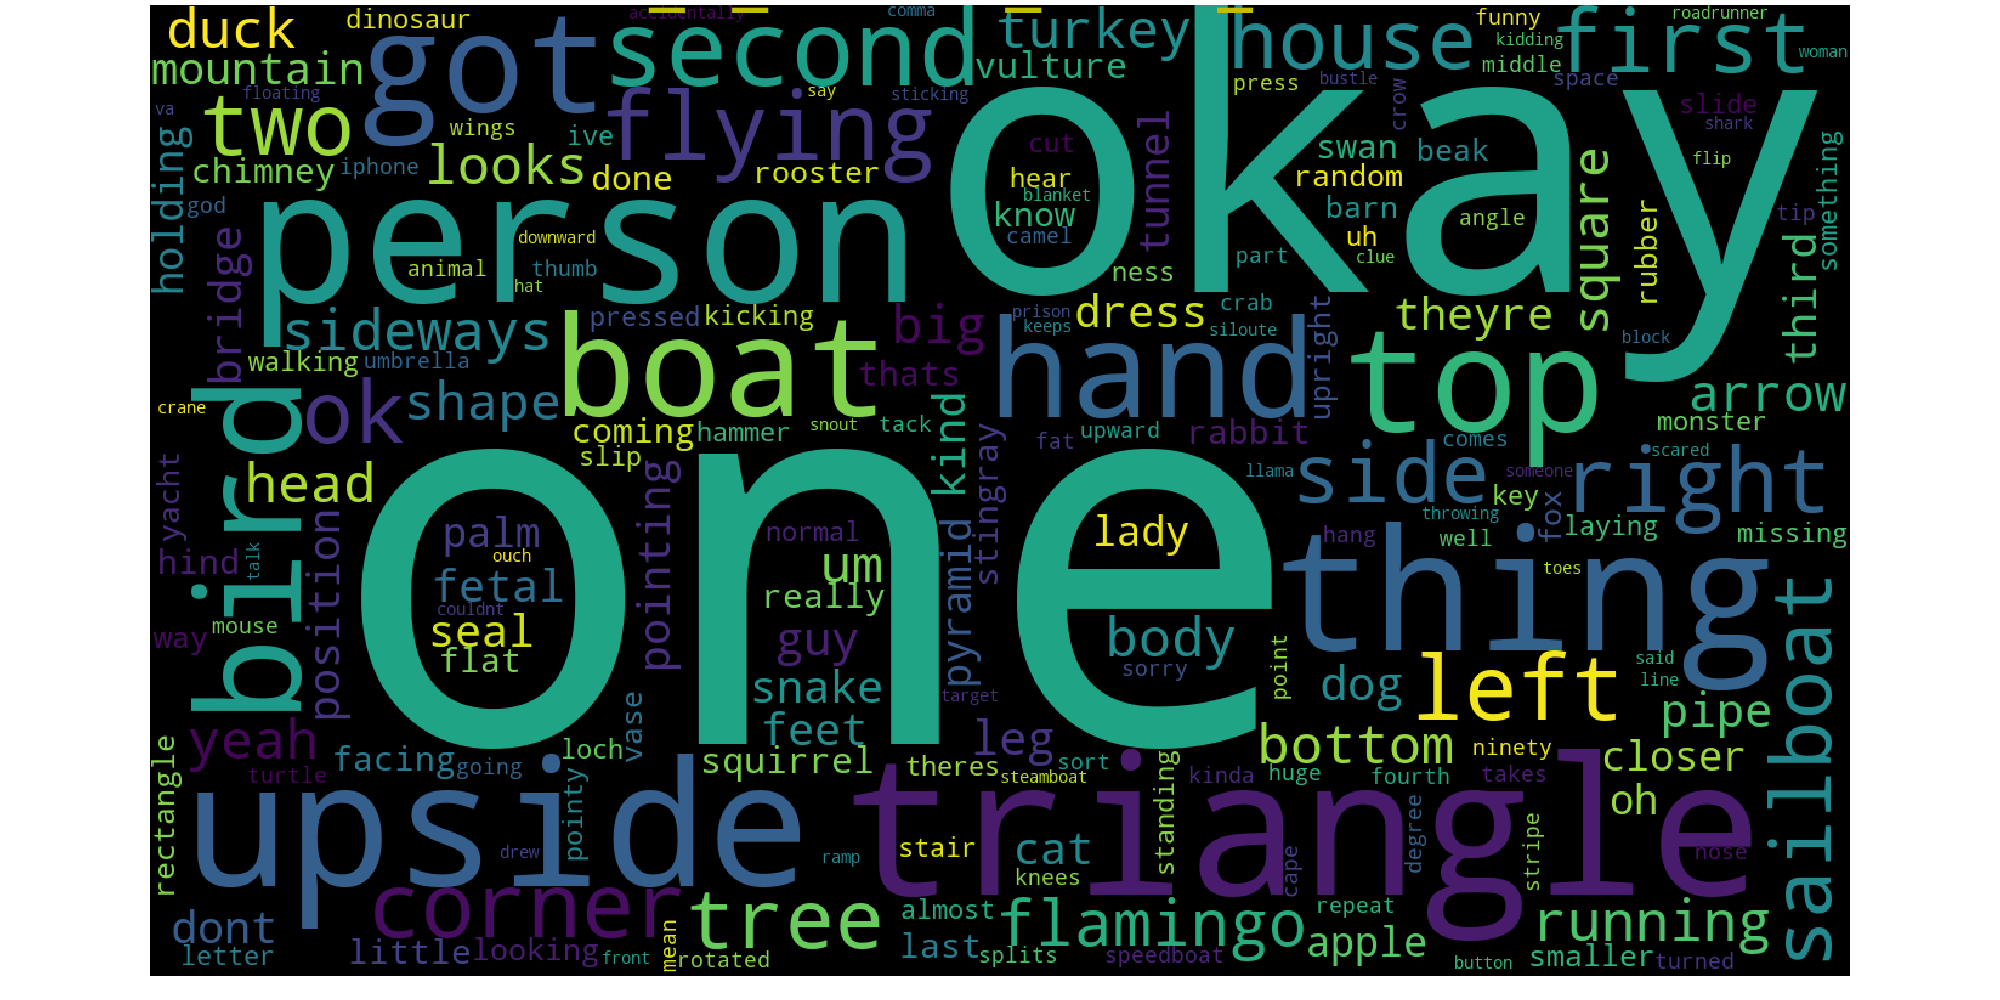 duck
dinosaur
accidentally
comma
turkey
house
funny
roadrunner
first
got
second
kidding
woman
mountain
vulture
middle
floating
say
sticking
press
bustle
space
va
two
flying
okay
crow
slide
shark
wings
ive
cut
tunnel
swan
beak
flip
something
holding
chimney
iphone
looks
done
rooster
hear
random
blanket
square
god
person
know
barn
angle
tip
bridge
downward
camel
uh
clue
rubber
third
animal
thumb
hat
ness
part
sideways
pressed
kicking
big
prison
keeps
dress
crab
siloute
upright
theyre
block
walking
umbrella
boat
thats
hand
top
arrow
crane
bird
ok
shape
coming
hammer
snout
tack
kind
fat
upward
rabbit
comes
monster
slip
scared
yacht
head
pointing
one
stingray
llama
side
someone
key
right
position
palm
normal
lady
hang
throwing
well
fox
laying
missing
hind
talk
ouch
um
pyramid
thing
toes
sailboat
fetal
couldnt
really
way
mouse
seal
flat
guy
body
sorry
point
left
said
line
snake
target
dog
pipe
yeah
vase
feet
leg
bottom
ninety
closer
rectangle
turtle
facing
going
loch
squirrel
theres
steamboat
sort
standing
kinda
huge
fourth
takes
oh
upside
pointy
triangle
drew
ramp
stair
cat
knees
cape
degree
stripe
nose
corner
tree
almost
flamingo
repeat
running
dont
letter
little
looking
front
mean
rotated
last
splits
speedboat
apple
button
smaller
turned